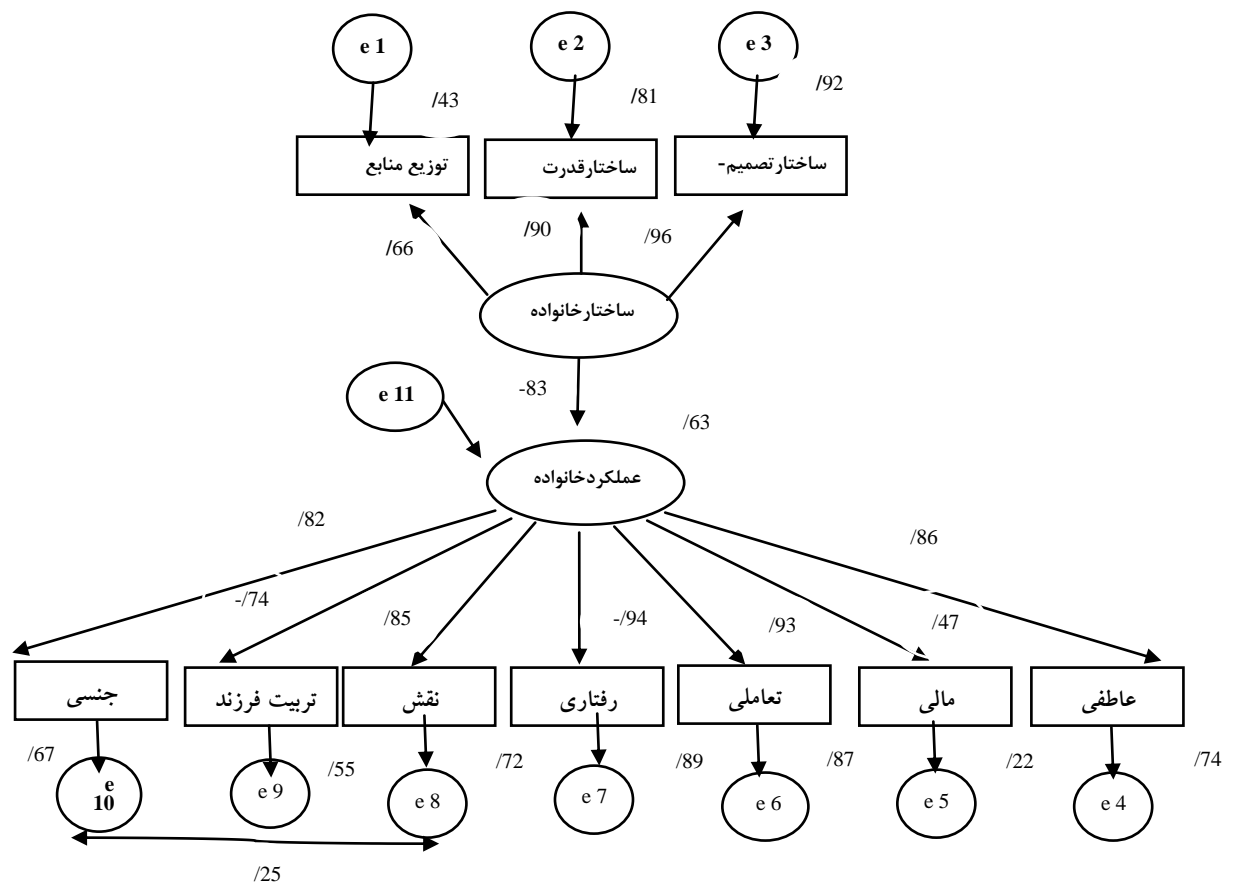 e 1
e 2
e 3
/43
/81
/92
توزیع منابع
ساختارقدرت
ساختارتصمیم-
/66
/90
/96
ساختارخانواده
-83
e 11
/63
عملکردخانواده
/82
-/74
/85
-/94
/93
/47
/86
جنسی
تربیت فرزند
نقش
رفتاری
تعاملی
مالی
عاطفی
/67
/55
/72
/89
/87
/22
/74
e
10
e 9
e 8
e 7
e 6
e 5
e 4
/25